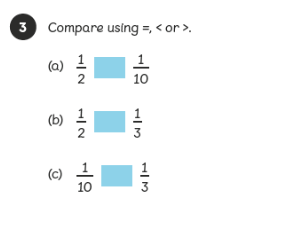 3 Compare using =, < or >.
(a) 1/2 1/10
(b) 1/2 1/3
(c) 1/10 1/3